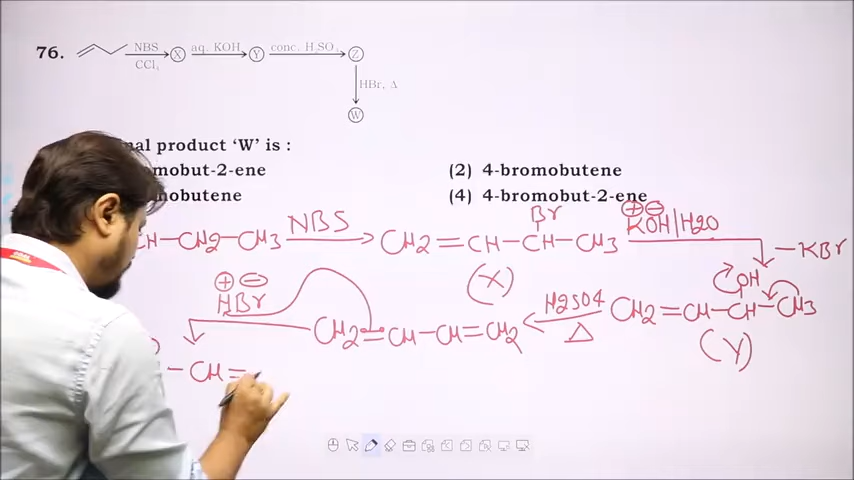 76. NBS CCl₄ X aq. KOH Y conc. H₂SO₄ Z
HBr, Δ
W
nal product ‘W’ is :
mobut-2-ene (2) 4-bromobutene
nobutene (4) 4-bromobut-2-ene
CH–CH2–CH3 NBS CH2=CH–CH–CH3 Br ⊕ ⊖ KOH/H2O –KBr
(X)
⊕ ⊖ HBr CH2=CH–CH=CH2 H2SO4 Δ CH2=CH–CH–CH3 OH
(Y)
–CH=